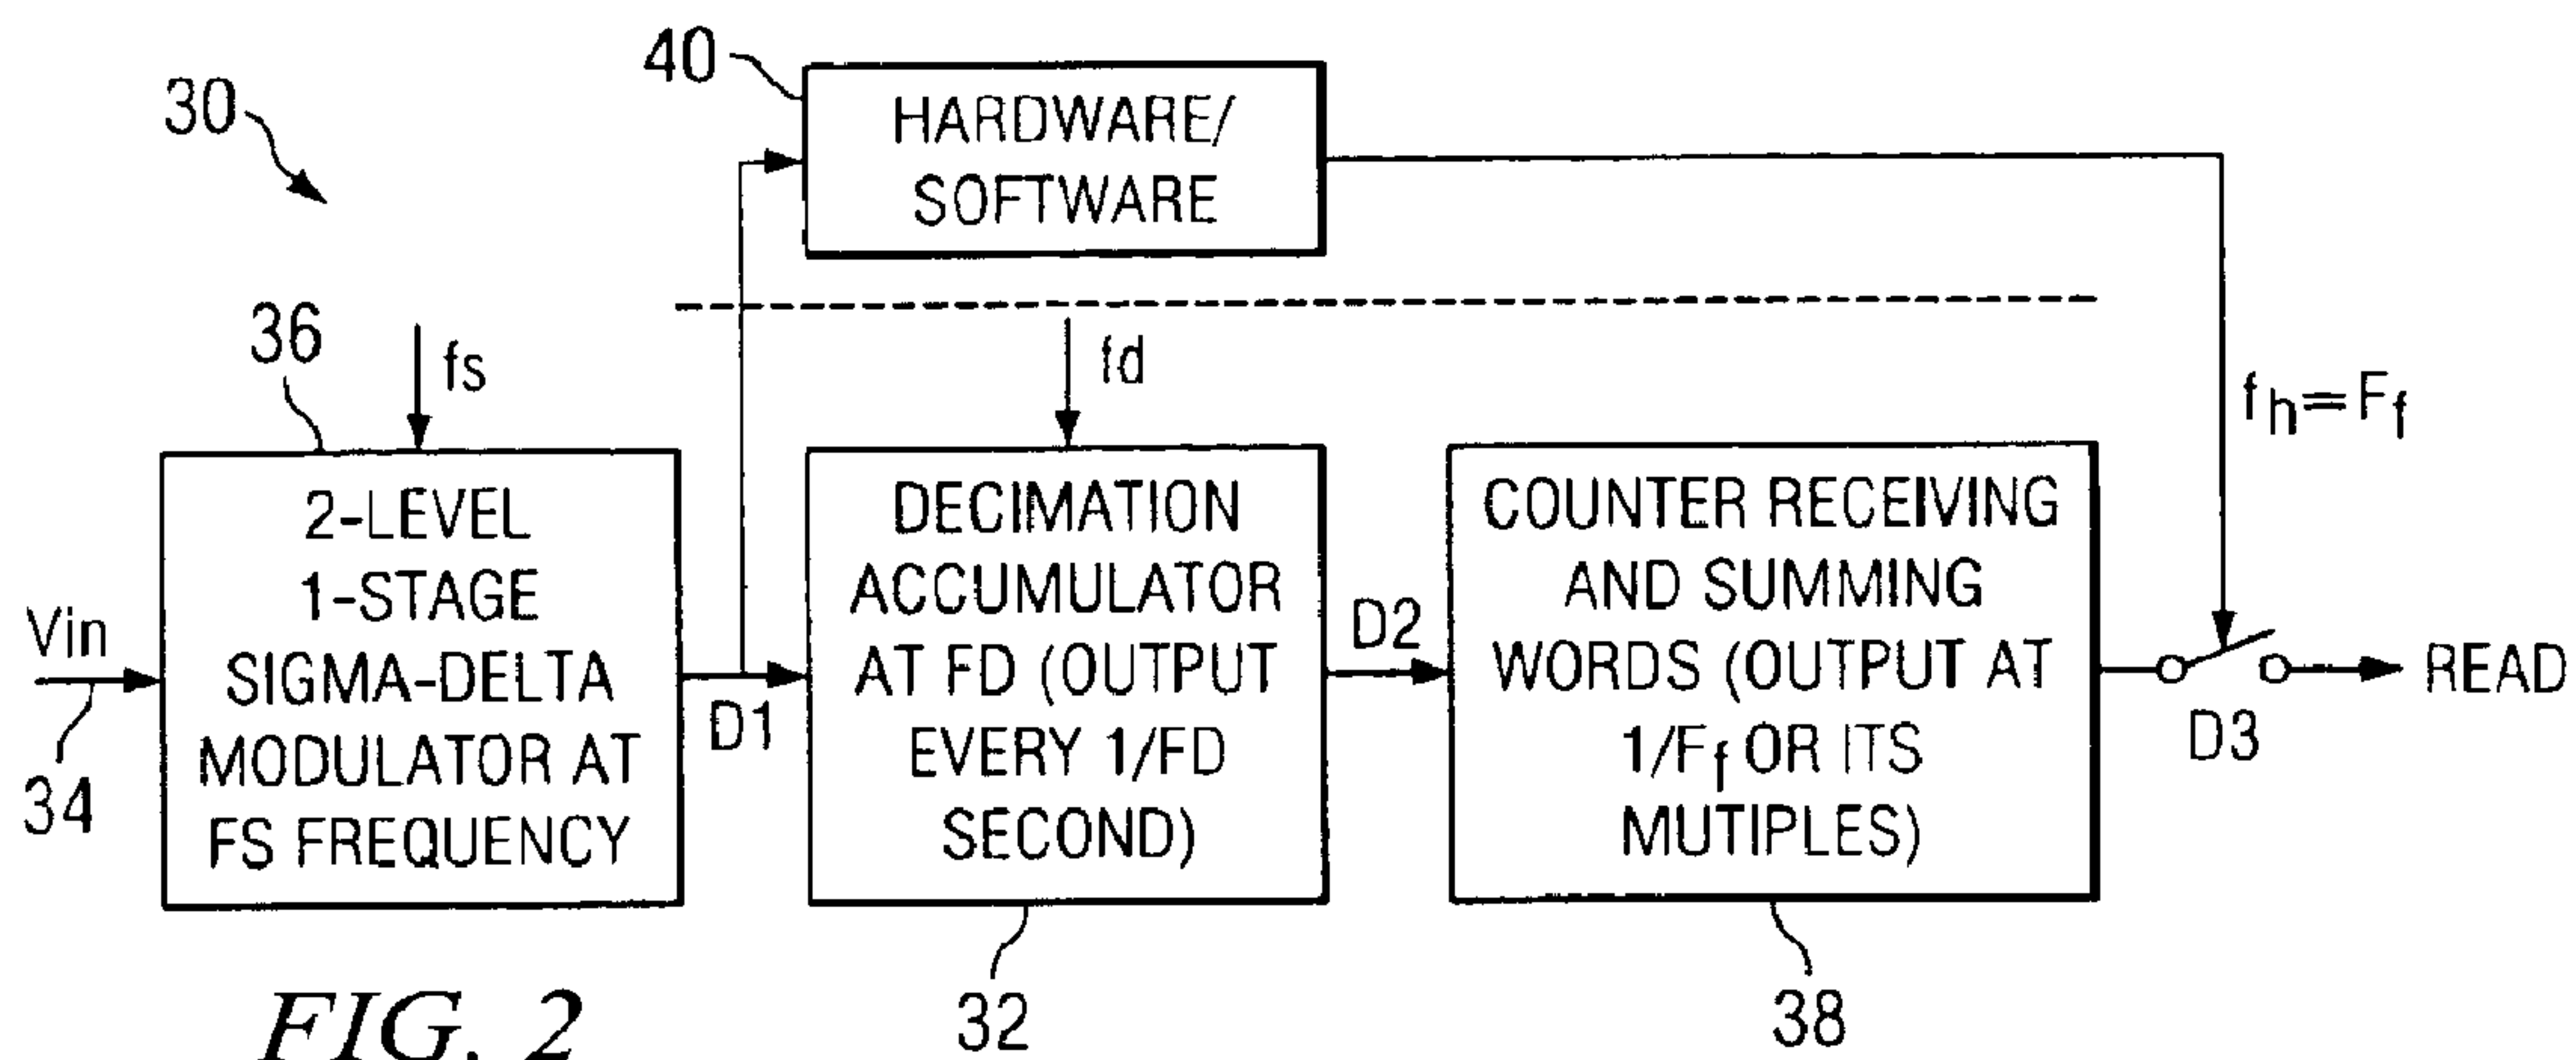 30
40
HARDWARE/
SOFTWARE
36
fs
fd
fh=Ff
Vin
34
2-LEVEL
1-STAGE
SIGMA-DELTA
MODULATOR AT
FS FREQUENCY
D1
DECIMATION
ACCUMULATOR
AT FD (OUTPUT
EVERY 1/FD
SECOND)
32
D2
COUNTER RECEIVING
AND SUMMING
WORDS (OUTPUT AT
1/Ff OR ITS
MUTIPLES)
38
D3
READ
FIG. 2